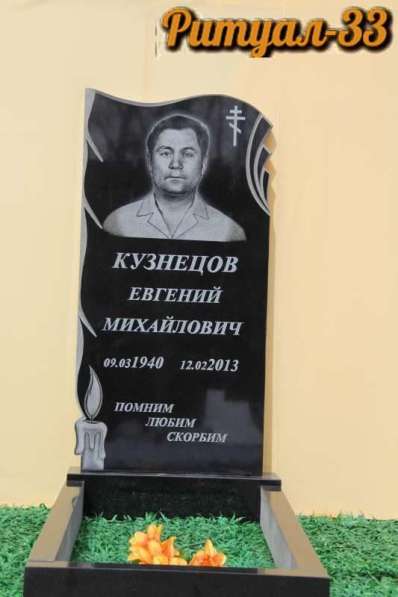 Ритуал-33
КУЗНЕЦОВ
ЕВГЕНИЙ
МИХАЙЛОВИЧ
09.03 1940 12.02 2013
ПОМНИМ
ЛЮБИМ
СКОРБИМ